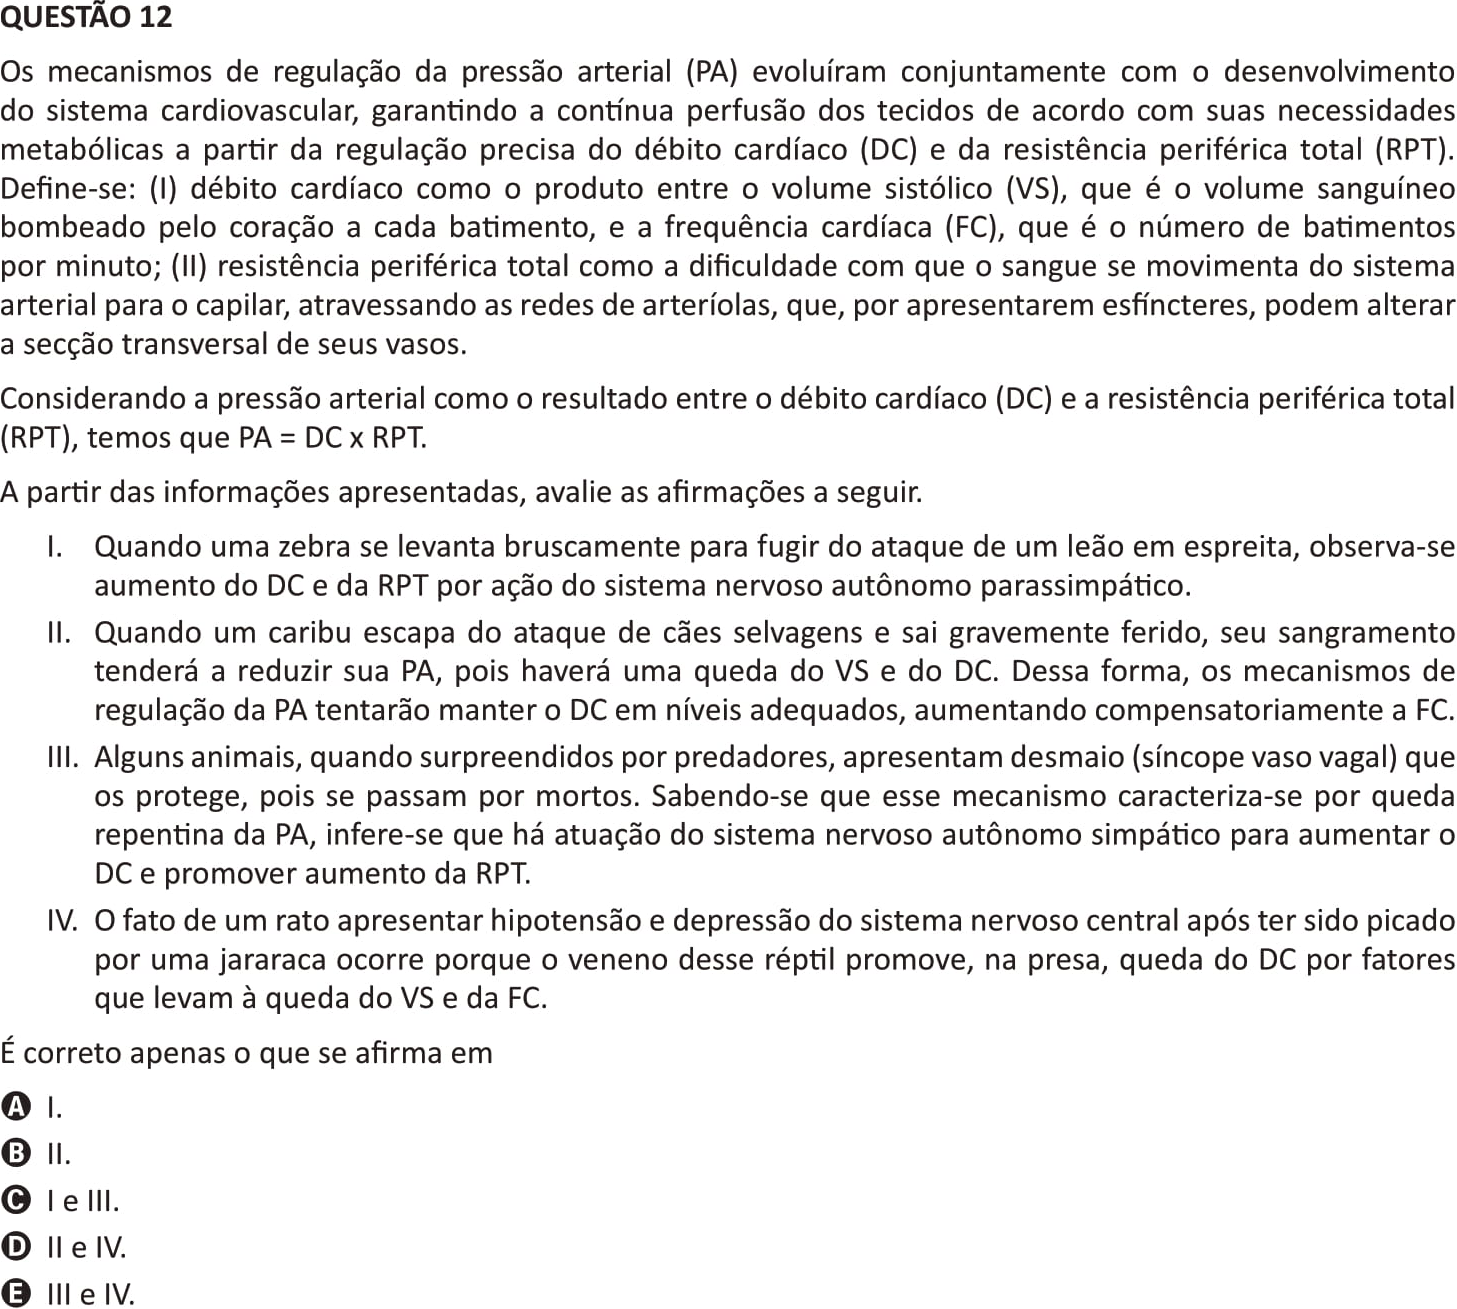 QUESTÃO 12
Os mecanismos de regulação da pressão arterial (PA) evoluíram conjuntamente com o desenvolvimento
do sistema cardiovascular, garantindo a contínua perfusão dos tecidos de acordo com suas necessidades
metabólicas a partir da regulação precisa do débito cardíaco (DC) e da resistência periférica total (RPT).
Define-se: (I) débito cardíaco como o produto entre o volume sistólico (VS), que é o volume sanguíneo
bombeado pelo coração a cada batimento, e a frequência cardíaca (FC), que é o número de batimentos
por minuto; (II) resistência periférica total como a dificuldade com que o sangue se movimenta do sistema
arterial para o capilar, atravessando as redes de arteríolas, que, por apresentarem esfíncteres, podem alterar
a secção transversal de seus vasos.
Considerando a pressão arterial como o resultado entre o débito cardíaco (DC) e a resistência periférica total
(RPT), temos que PA = DC x RPT.
A partir das informações apresentadas, avalie as afirmações a seguir.
I. Quando uma zebra se levanta bruscamente para fugir do ataque de um leão em espreita, observa-se
aumento do DC e da RPT por ação do sistema nervoso autônomo parassimpático.
II. Quando um caribu escapa do ataque de cães selvagens e sai gravemente ferido, seu sangramento
tenderá a reduzir sua PA, pois haverá uma queda do VS e do DC. Dessa forma, os mecanismos de
regulação da PA tentarão manter o DC em níveis adequados, aumentando compensatoriamente a FC.
III. Alguns animais, quando surpreendidos por predadores, apresentam desmaio (síncope vaso vagal) que
os protege, pois se passam por mortos. Sabendo-se que esse mecanismo caracteriza-se por queda
repentina da PA, infere-se que há atuação do sistema nervoso autônomo simpático para aumentar o
DC e promover aumento da RPT.
IV. O fato de um rato apresentar hipotensão e depressão do sistema nervoso central após ter sido picado
por uma jararaca ocorre porque o veneno desse réptil promove, na presa, queda do DC por fatores
que levam à queda do VS e da FC.
É correto apenas o que se afirma em
A I.
B II.
C I e III.
D II e IV.
E III e IV.